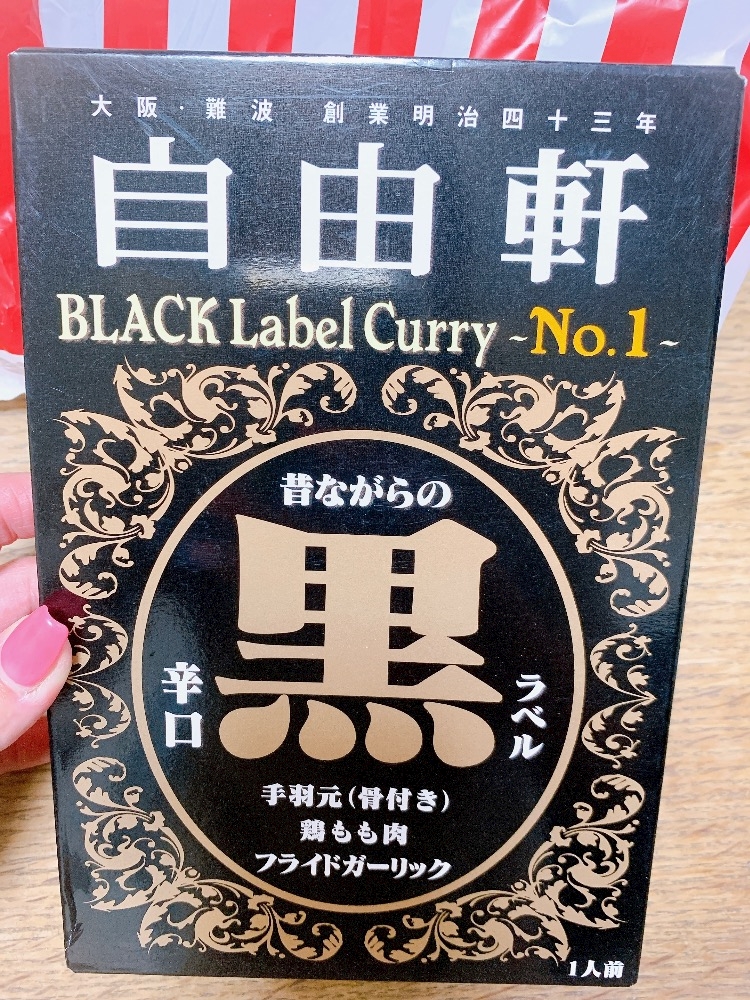 大阪・難波 創業明治四十三年
自由軒
BLACK Label Curry ~No.1~
昔ながらの
黒
辛口
ラベル
手羽元(骨付き)
鶏もも肉
フライドガーリック
1人前